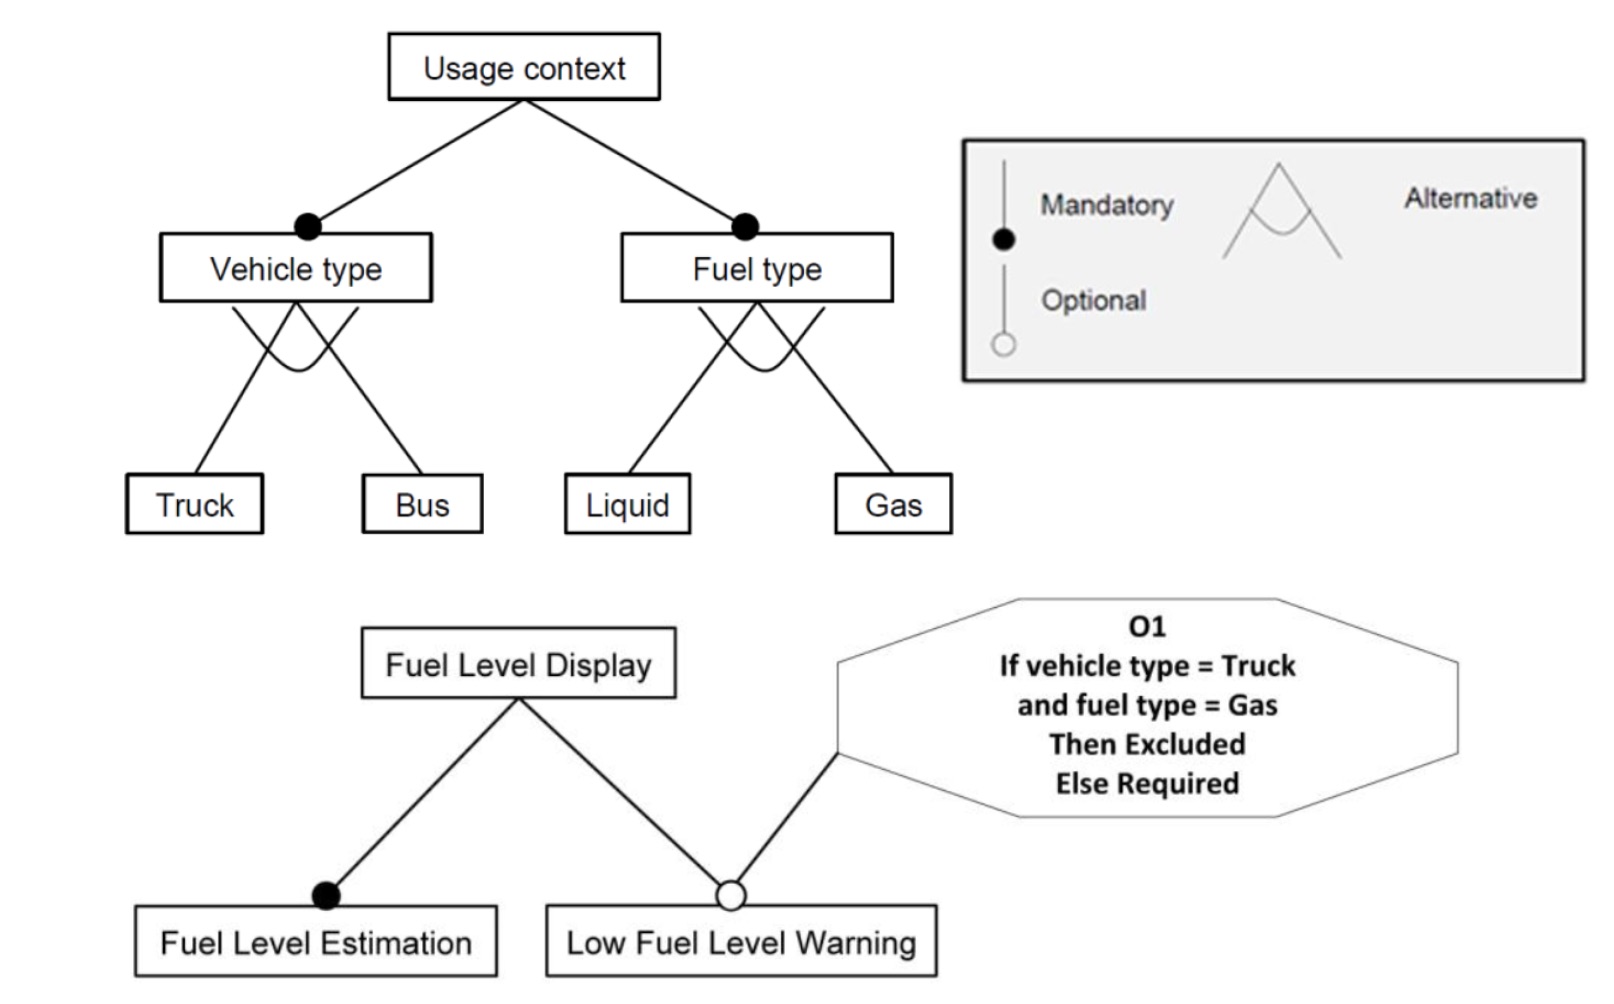 Usage context
Vehicle type
Fuel type
Mandatory
Alternative
Optional
Truck
Bus
Liquid
Gas
Fuel Level Display
O1
If vehicle type = Truck
and fuel type = Gas
Then Excluded
Else Required
Fuel Level Estimation
Low Fuel Level Warning